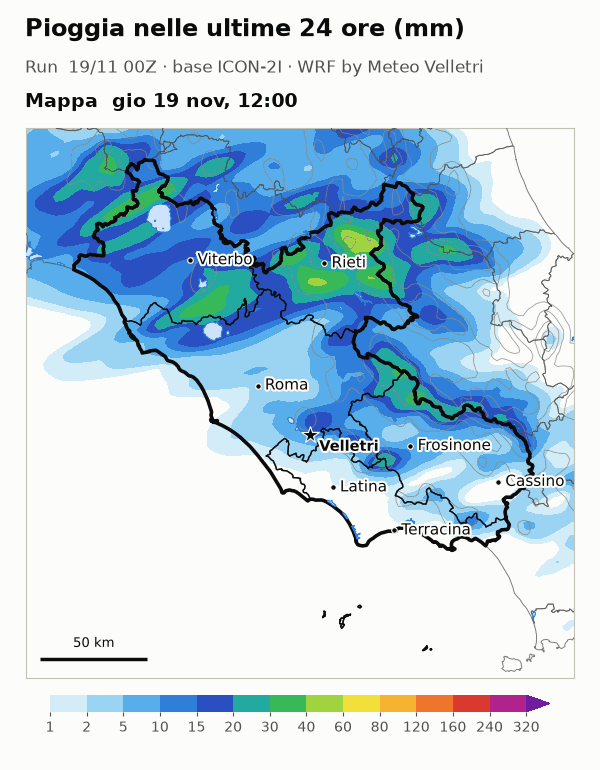 Pioggia nelle ultime 24 ore (mm)
Run  19/11 00Z · base ICON-2I · WRF by Meteo Velletri
Mappa  gio 19 nov, 12:00
Viterbo
Rieti
Roma
Velletri
Frosinone
Latina
Cassino
Terracina
50 km
1 2 5 10 15 20 30 40 60 80 120 160 240 320